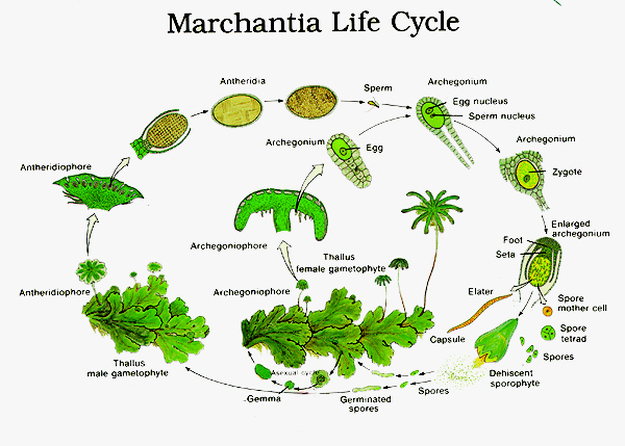 Marchantia Life Cycle
Antheridia
Sperm
Archegonium
Egg nucleus
Sperm nucleus
Archegonium
Egg
Archegonium
Zygote
Antheridiophore
Enlarged
archegonium
Foot
Seta
Archegoniophore
Thallus
female gametophyte
Antheridiophore
Archegoniophore
Elater
Spore
mother cell
Capsule
Spore
tetrad
Spores
Thallus
male gametophyte
Asexual cycle
Dehiscent
sporophyte
Gemma
Germinated
spores
Spores